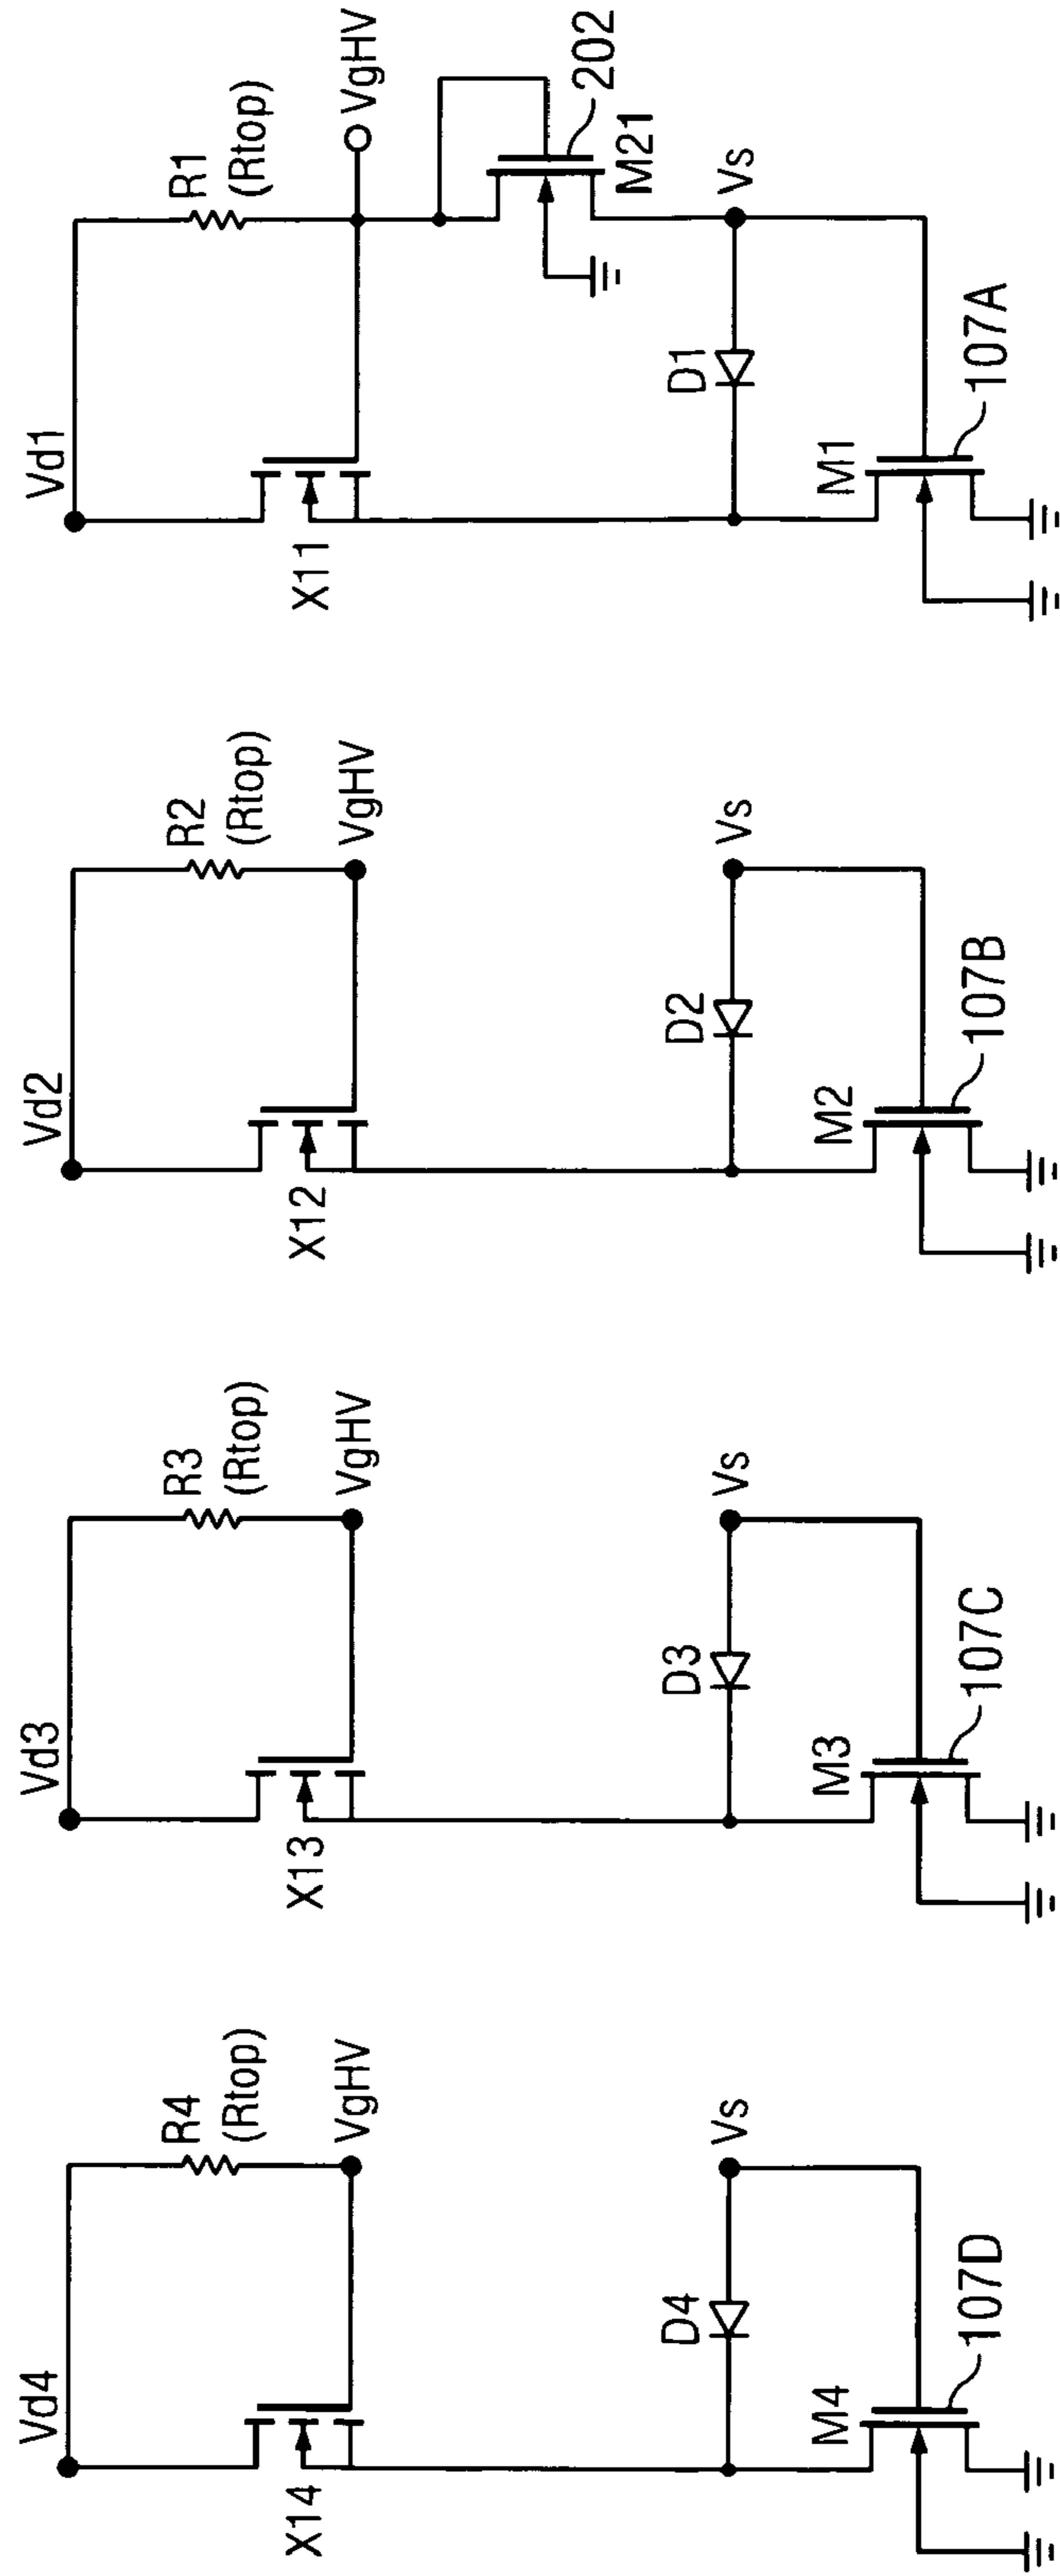 Vd4
R4
(Rtop)
X14
VgHV
D4
Vs
M4
107D
Vd3
R3
(Rtop)
X13
VgHV
D3
Vs
M3
107C
Vd2
R2
(Rtop)
X12
VgHV
D2
Vs
M2
107B
Vd1
R1
(Rtop)
X11
VgHV
202
M21
D1
Vs
M1
107A